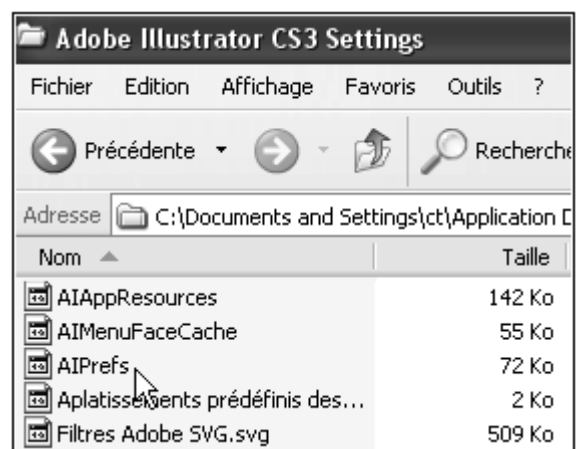 Adobe Illustrator CS3 Settings
Fichier Edition Affichage Favoris Outils ?
Précédente Recherche
Adresse C:\Documents and Settings\ct\Application D
Nom Taille
AIAppResources 142 Ko
AIMenuFaceCache 55 Ko
AIPrefs 72 Ko
Aplatissements prédéfinis des... 2 Ko
Filtres Adobe SVG.svg 509 Ko